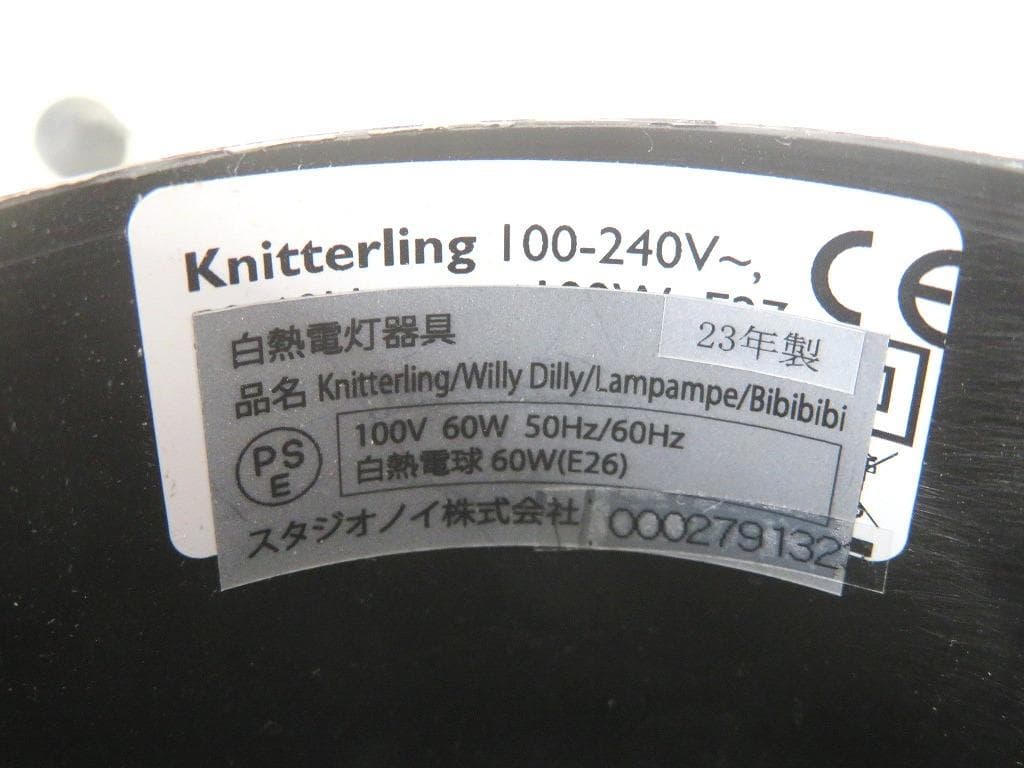 Knitterling 100-240V~,
CE
白熱電灯器具
23年製
品名 Knitterling/Willy Dilly/Lampampe/Bibibibi
PSE
100V 60W 50Hz/60Hz
白熱電球 60W(E26)
スタジオノイ株式会社
000279132